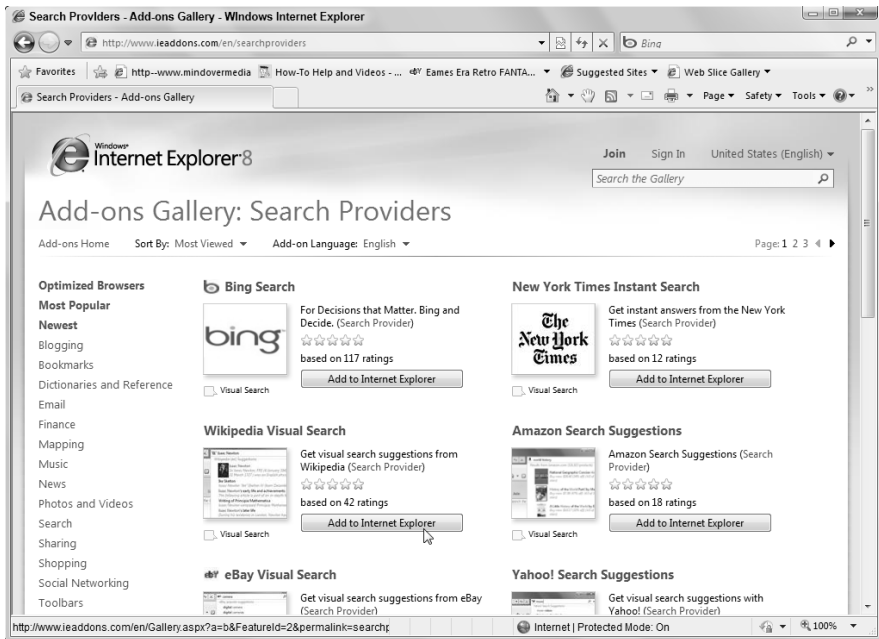 Search Providers - Add-ons Gallery - Windows Internet Explorer
http://www.ieaddons.com/en/searchproviders
Bing
Favorites http--www.mindovermedia How-To Help and Videos - ... Eames Era Retro FANTA... Suggested Sites Web Slice Gallery
Search Providers - Add-ons Gallery
Page Safety Tools
Windows
Internet Explorer 8
Join Sign In United States (English)
Search the Gallery
Add-ons Gallery: Search Providers
Add-ons Home Sort By: Most Viewed Add-on Language: English Page: 1 2 3
Optimized Browsers
Most Popular
Newest
Blogging
Bookmarks
Dictionaries and Reference
Email
Finance
Mapping
Music
News
Photos and Videos
Search
Sharing
Shopping
Social Networking
Toolbars
Bing Search
bing
For Decisions that Matter. Bing and
Decide. (Search Provider)
based on 117 ratings
Add to Internet Explorer
Visual Search
New York Times Instant Search
The
New York
Times
Get instant answers from the New York
Times (Search Provider)
based on 12 ratings
Add to Internet Explorer
Visual Search
Wikipedia Visual Search
Get visual search suggestions from
Wikipedia (Search Provider)
based on 42 ratings
Add to Internet Explorer
Visual Search
Amazon Search Suggestions
Amazon Search Suggestions (Search
Provider)
based on 18 ratings
Add to Internet Explorer
Visual Search
eBay Visual Search
Get visual search suggestions from eBay
(Search Provider)
Yahoo! Search Suggestions
Get visual search suggestions with
Yahoo! (Search Provider)
http://www.ieaddons.com/en/Gallery.aspx?a=b&FeatureId=2&permalink=searchp
Internet | Protected Mode: On
100%